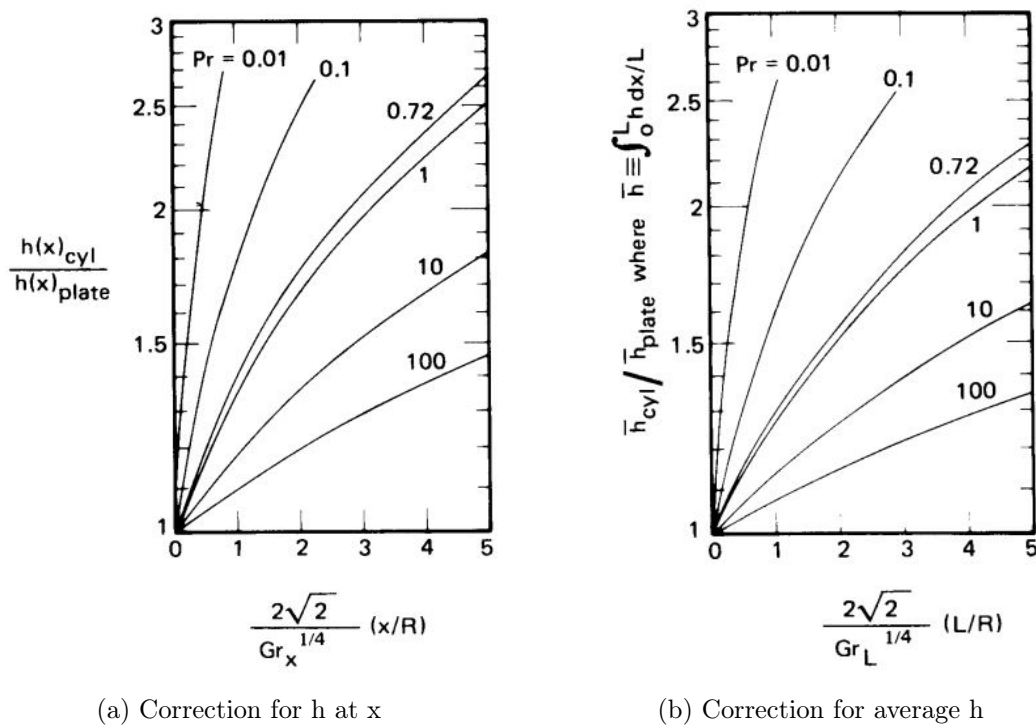 3
2.5
2
1.5
1
Pr = 0.01
0.1
0.72
1
10
100
h(x)cyl
h(x)plate
0 1 2 3 4 5
2√2
Grx^1/4 (x/R)
(a) Correction for h at x
3
2.5
2
1.5
1
h̄cyl / h̄plate where h̄ ≡ ∫₀ᴸ h dx/L
Pr = 0.01
0.1
0.72
1
10
100
0 1 2 3 4 5
2√2
GrL^1/4 (L/R)
(b) Correction for average h